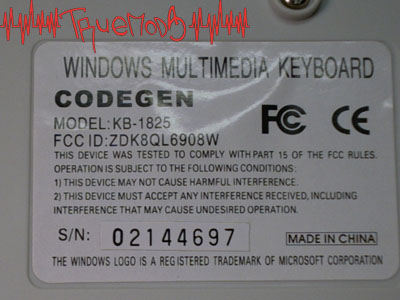 TrueMods
WINDOWS MULTIMEDIA KEYBOARD
CODEGEN
MODEL:KB-1825
FCC ID:ZDK8QL6908W
FC CE
THIS DEVICE WAS TESTED TO COMPLY WITH PART 15 OF THE FCC RULES.
OPERATION IS SUBJECT TO THE FOLLOWING CONDITIONS:
1) THIS DEVICE MAY NOT CAUSE HARMFUL INTERFERENCE.
2) THIS DEVICE MUST ACCEPT ANY INTERFERENCE RECEIVED, INCLUDING
INTERFERENCE THAT MAY CAUSE UNDESIRED OPERATION.
S/N: 02144697
MADE IN CHINA
THE WINDOWS LOGO IS A REGISTERED TRADEMARK OF MICROSOFT CORPORATION